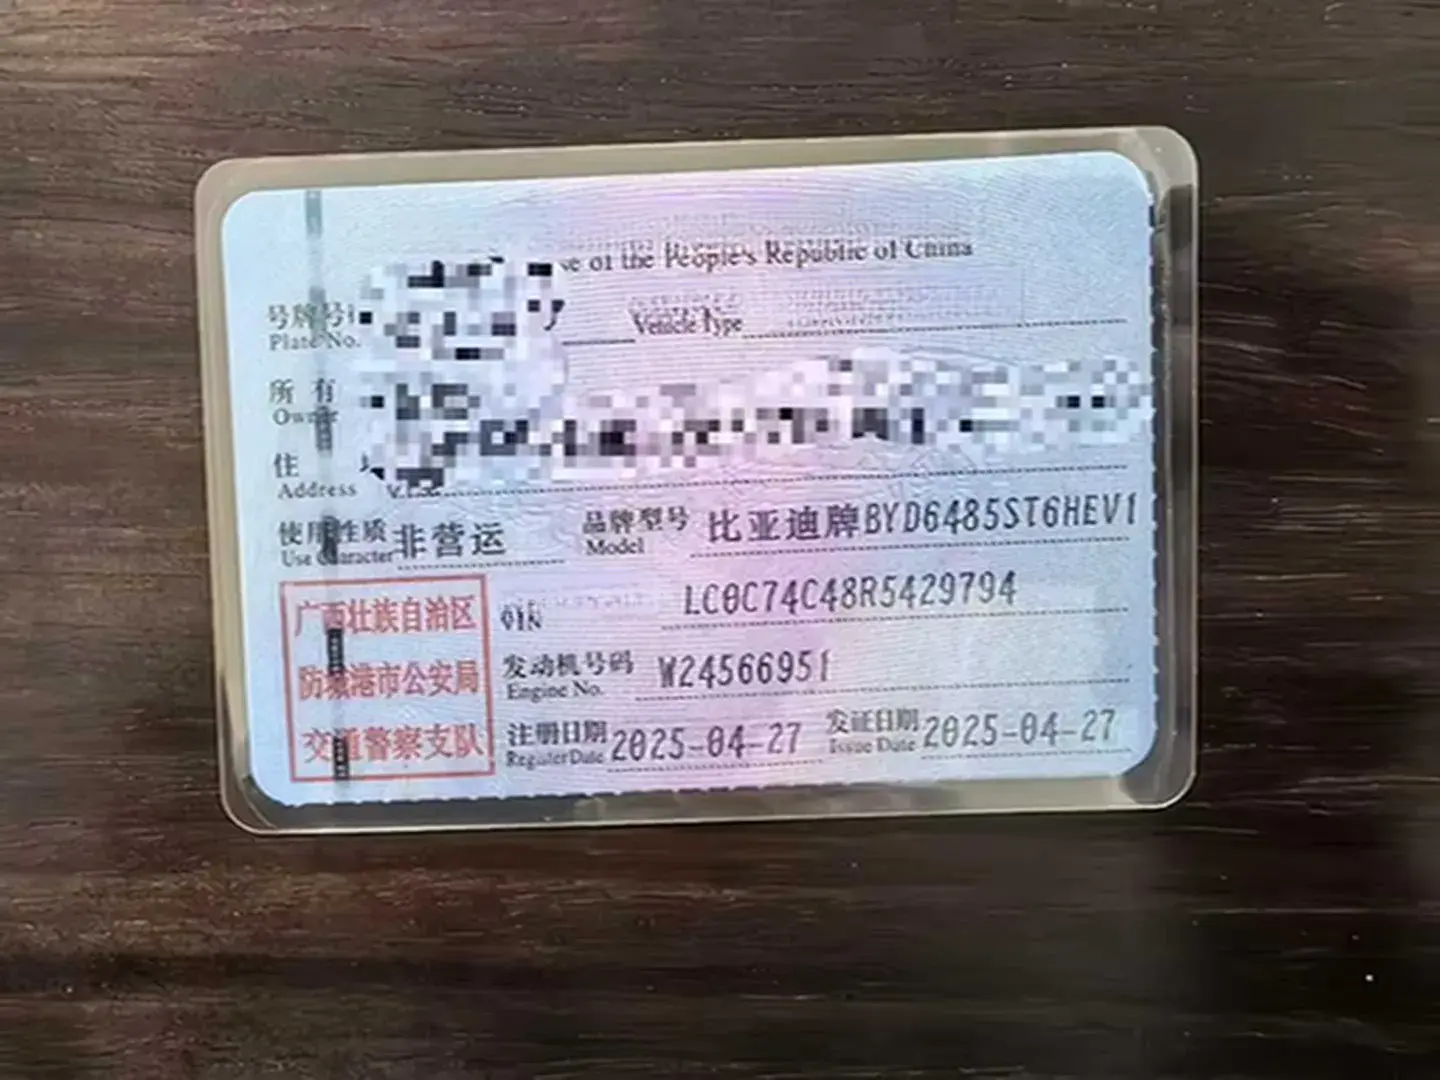 of the People's Republic of China
号牌号
Plate No.
Vehicle Type
所 有
Owner
住
Address
使用性质 非营运
Use Character
品牌型号 比亚迪牌BYD6485ST6HEV1
Model
VIN LC0C74C48R5429794
发动机号码 W24566951
Engine No.
注册日期 2025-04-27
Register Date
发证日期 2025-04-27
Issue Date
广西壮族自治区
防城港市公安局
交通警察支队